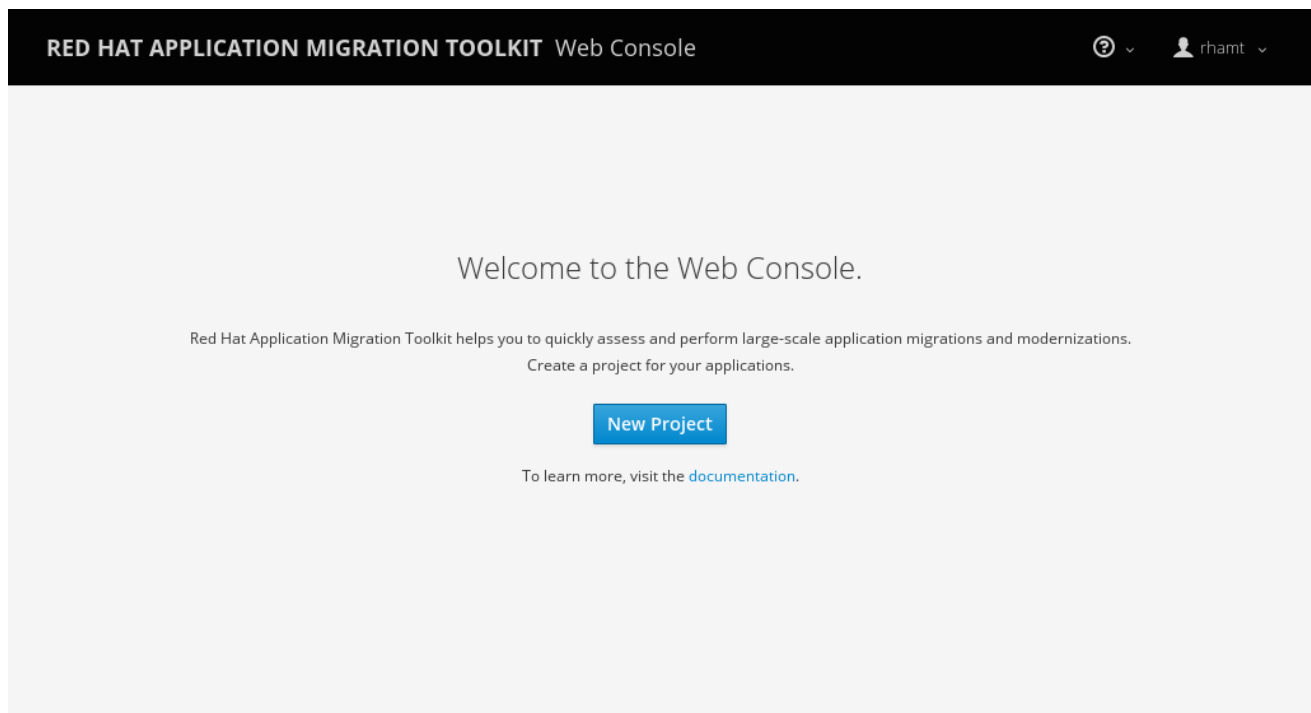 RED HAT APPLICATION MIGRATION TOOLKIT Web Console
rhamt
Welcome to the Web Console.
Red Hat Application Migration Toolkit helps you to quickly assess and perform large-scale application migrations and modernizations.
Create a project for your applications.
New Project
To learn more, visit the documentation.